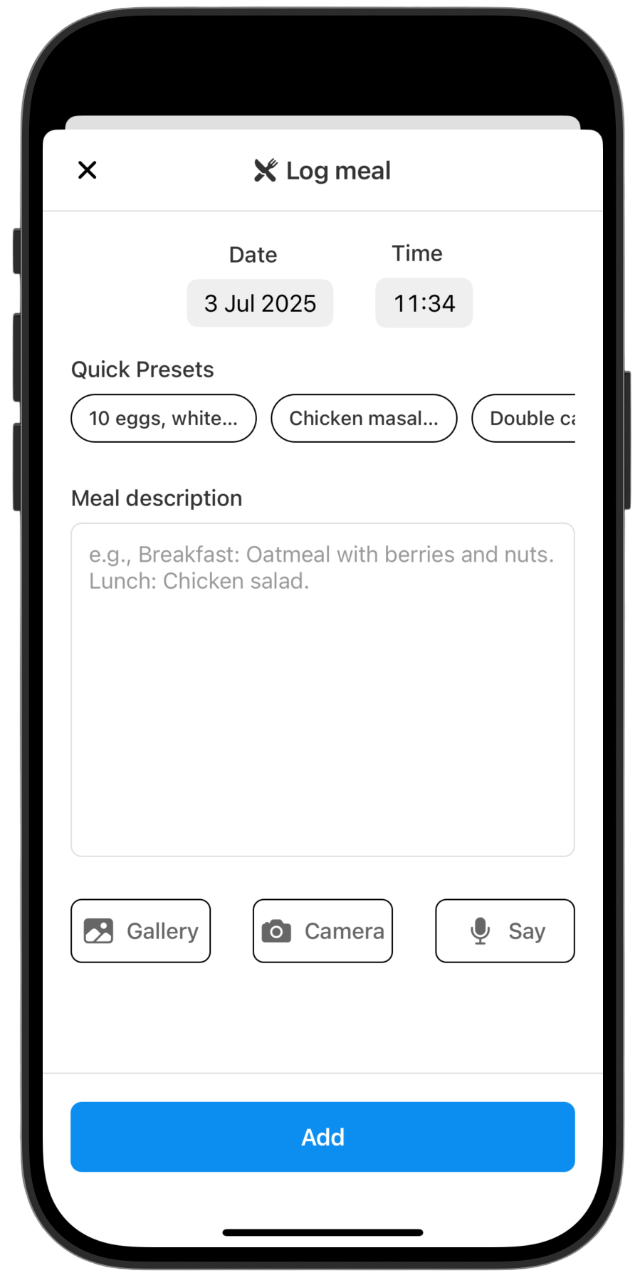 Log meal
Date Time
3 Jul 2025 11:34
Quick Presets
10 eggs, white... Chicken masal... Double
Meal description
e.g., Breakfast: Oatmeal with berries and nuts.
Lunch: Chicken salad.
Gallery Camera Say
Add